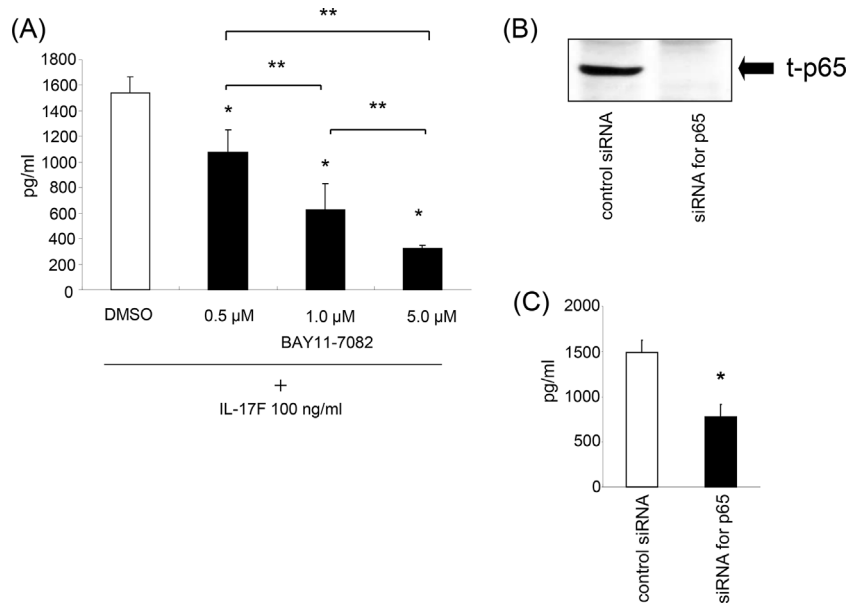 (A)
**
**
**
*
*
*
1800
1600
1400
1200
1000
800
600
400
200
0
pg/ml
DMSO 0.5 µM 1.0 µM 5.0 µM
BAY11-7082
+
IL-17F 100 ng/ml
(B)
t-p65
control siRNA
siRNA for p65
(C)
2000
1500
1000
500
0
pg/ml
*
control siRNA
siRNA for p65